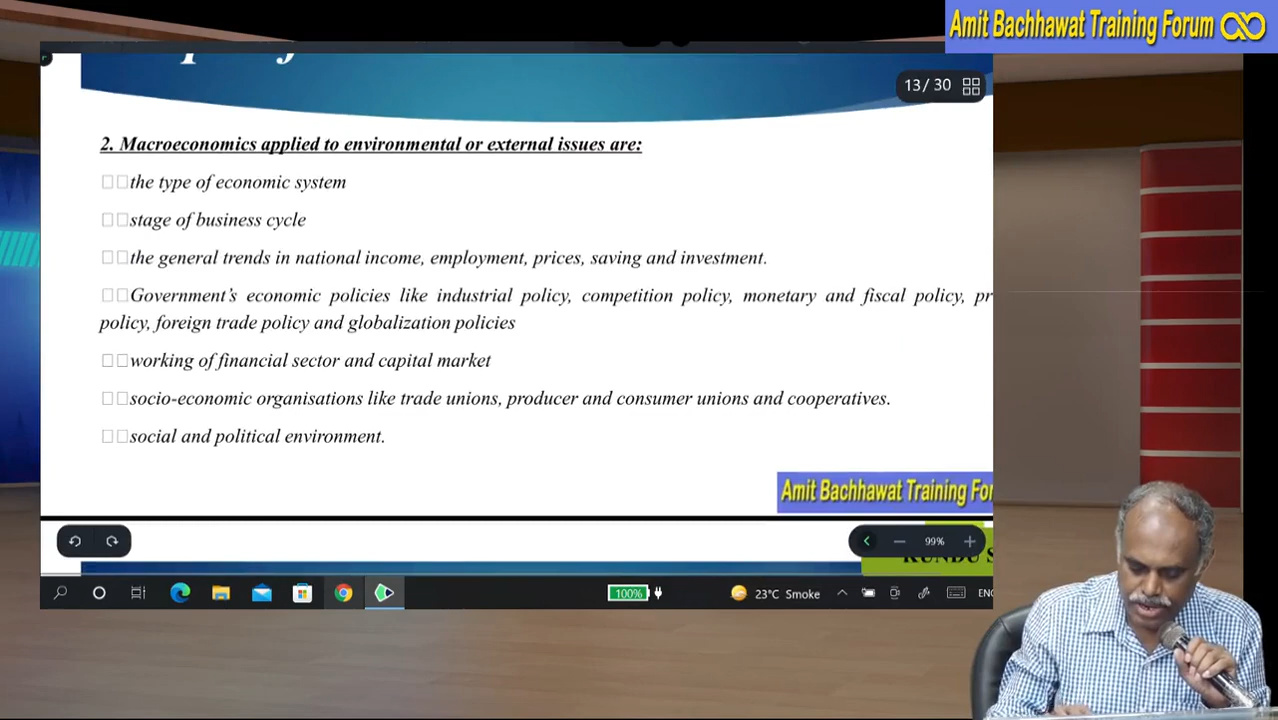 Amit Bachhawat Training Forum
13/ 30
2. Macroeconomics applied to environmental or external issues are:
the type of economic system
stage of business cycle
the general trends in national income, employment, prices, saving and investment.
Government's economic policies like industrial policy, competition policy, monetary and fiscal policy, pr
policy, foreign trade policy and globalization policies
working of financial sector and capital market
socio-economic organisations like trade unions, producer and consumer unions and cooperatives.
social and political environment.
Amit Bachhawat Training For
99%
KUNDU S
100%
23°C Smoke
ENG